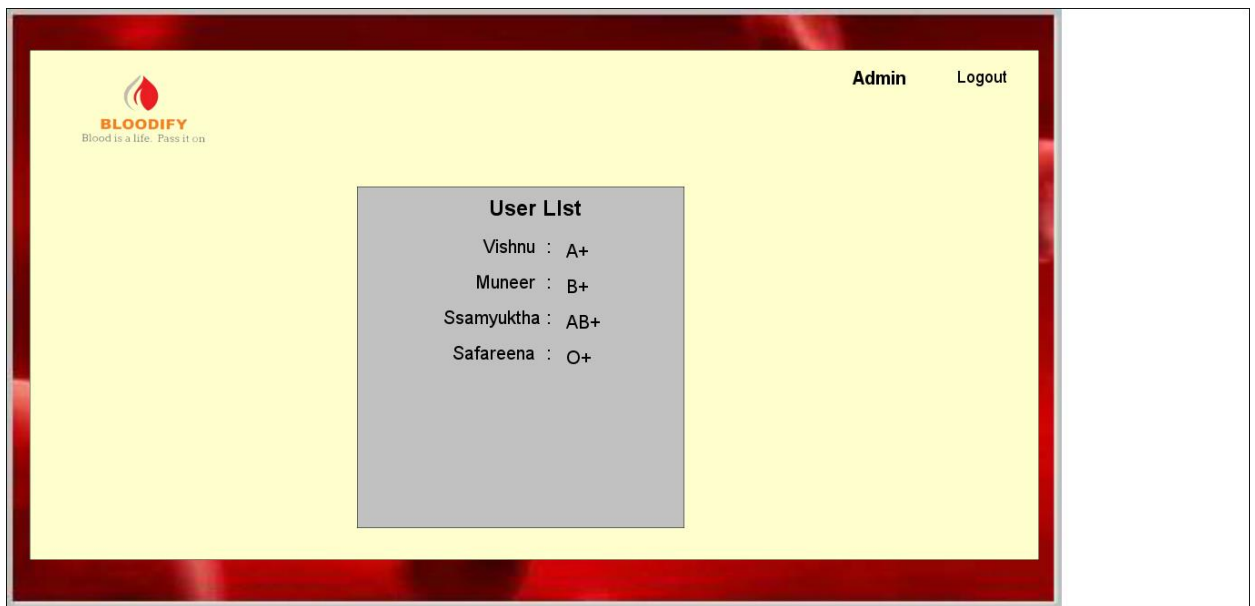 Admin Logout
BLOODIFY
Blood is a life. Pass it on
User LIst
Vishnu : A+
Muneer : B+
Ssamyuktha : AB+
Safareena : O+